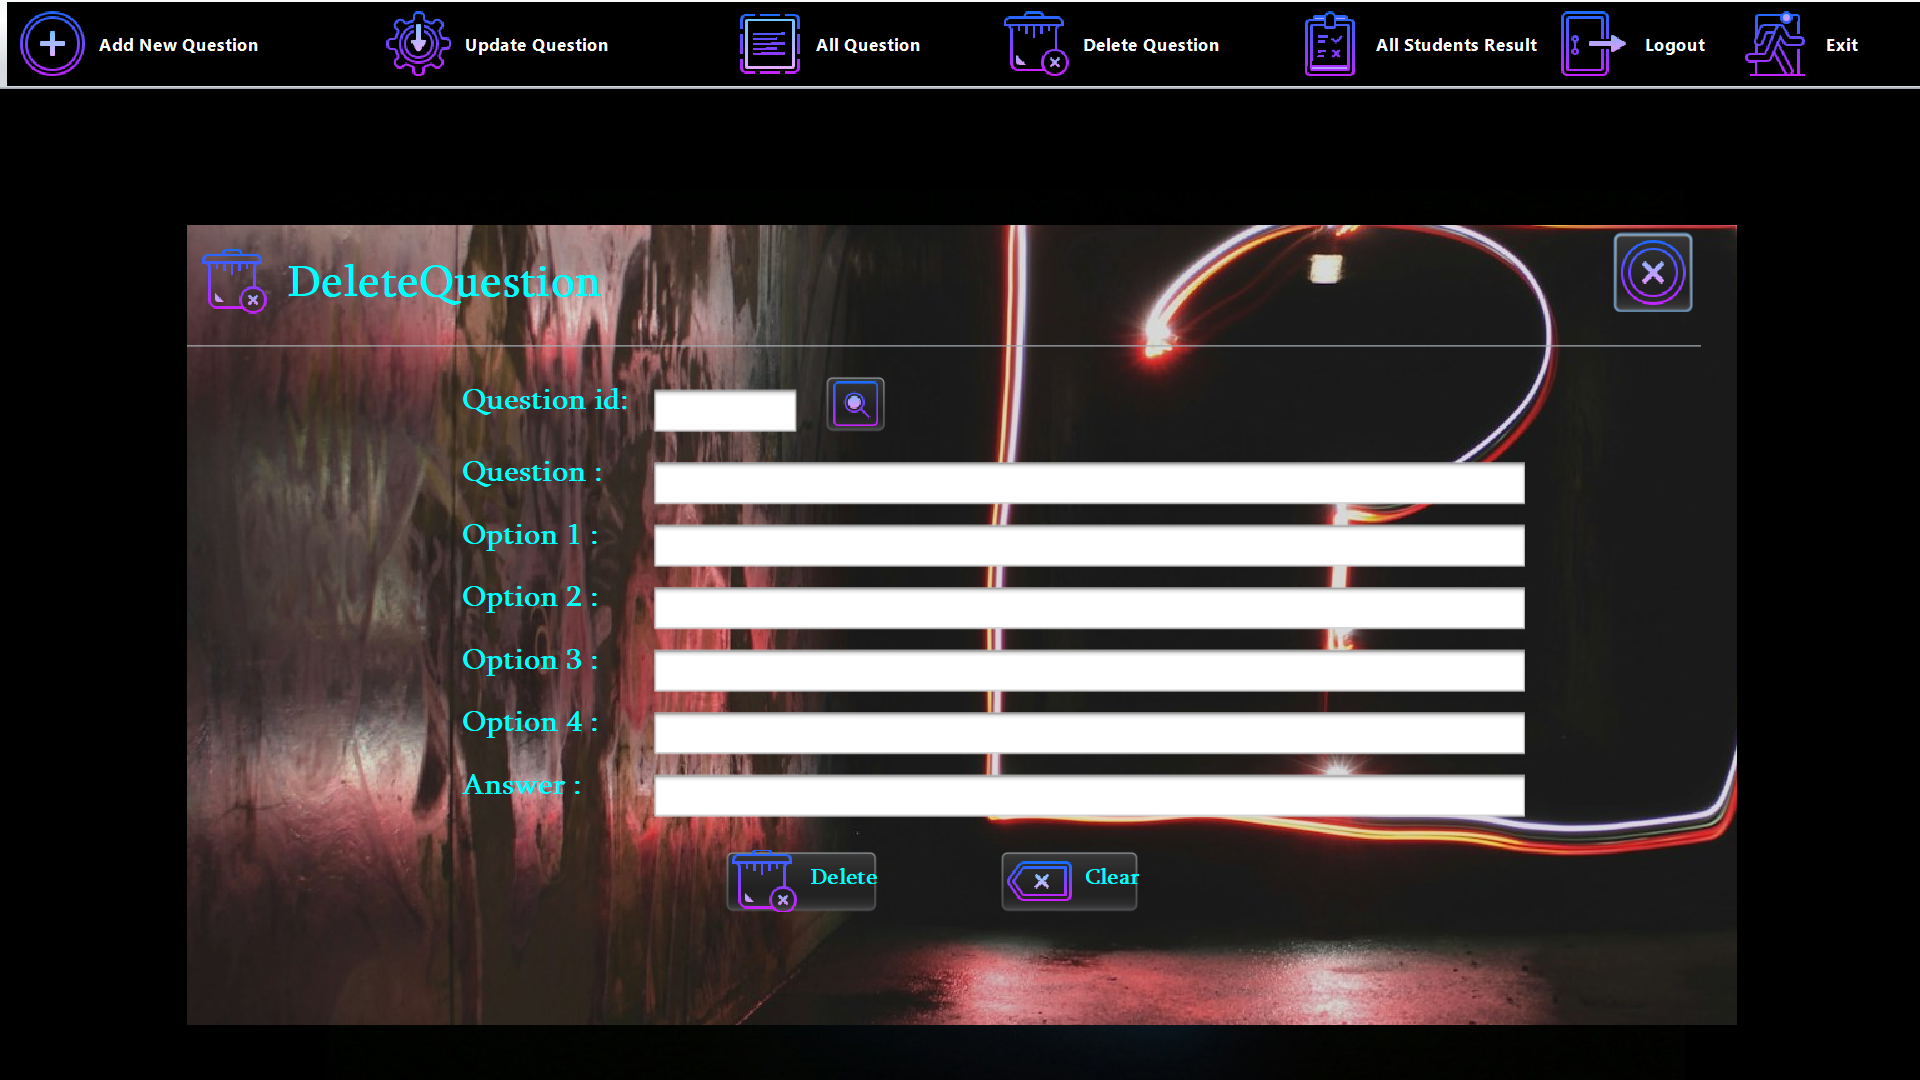 Add New Question
Update Question
All Question
Delete Question
All Students Result
Logout
Exit
DeleteQuestion
Question id:
Question :
Option 1 :
Option 2 :
Option 3 :
Option 4 :
Answer :
Delete
Clear